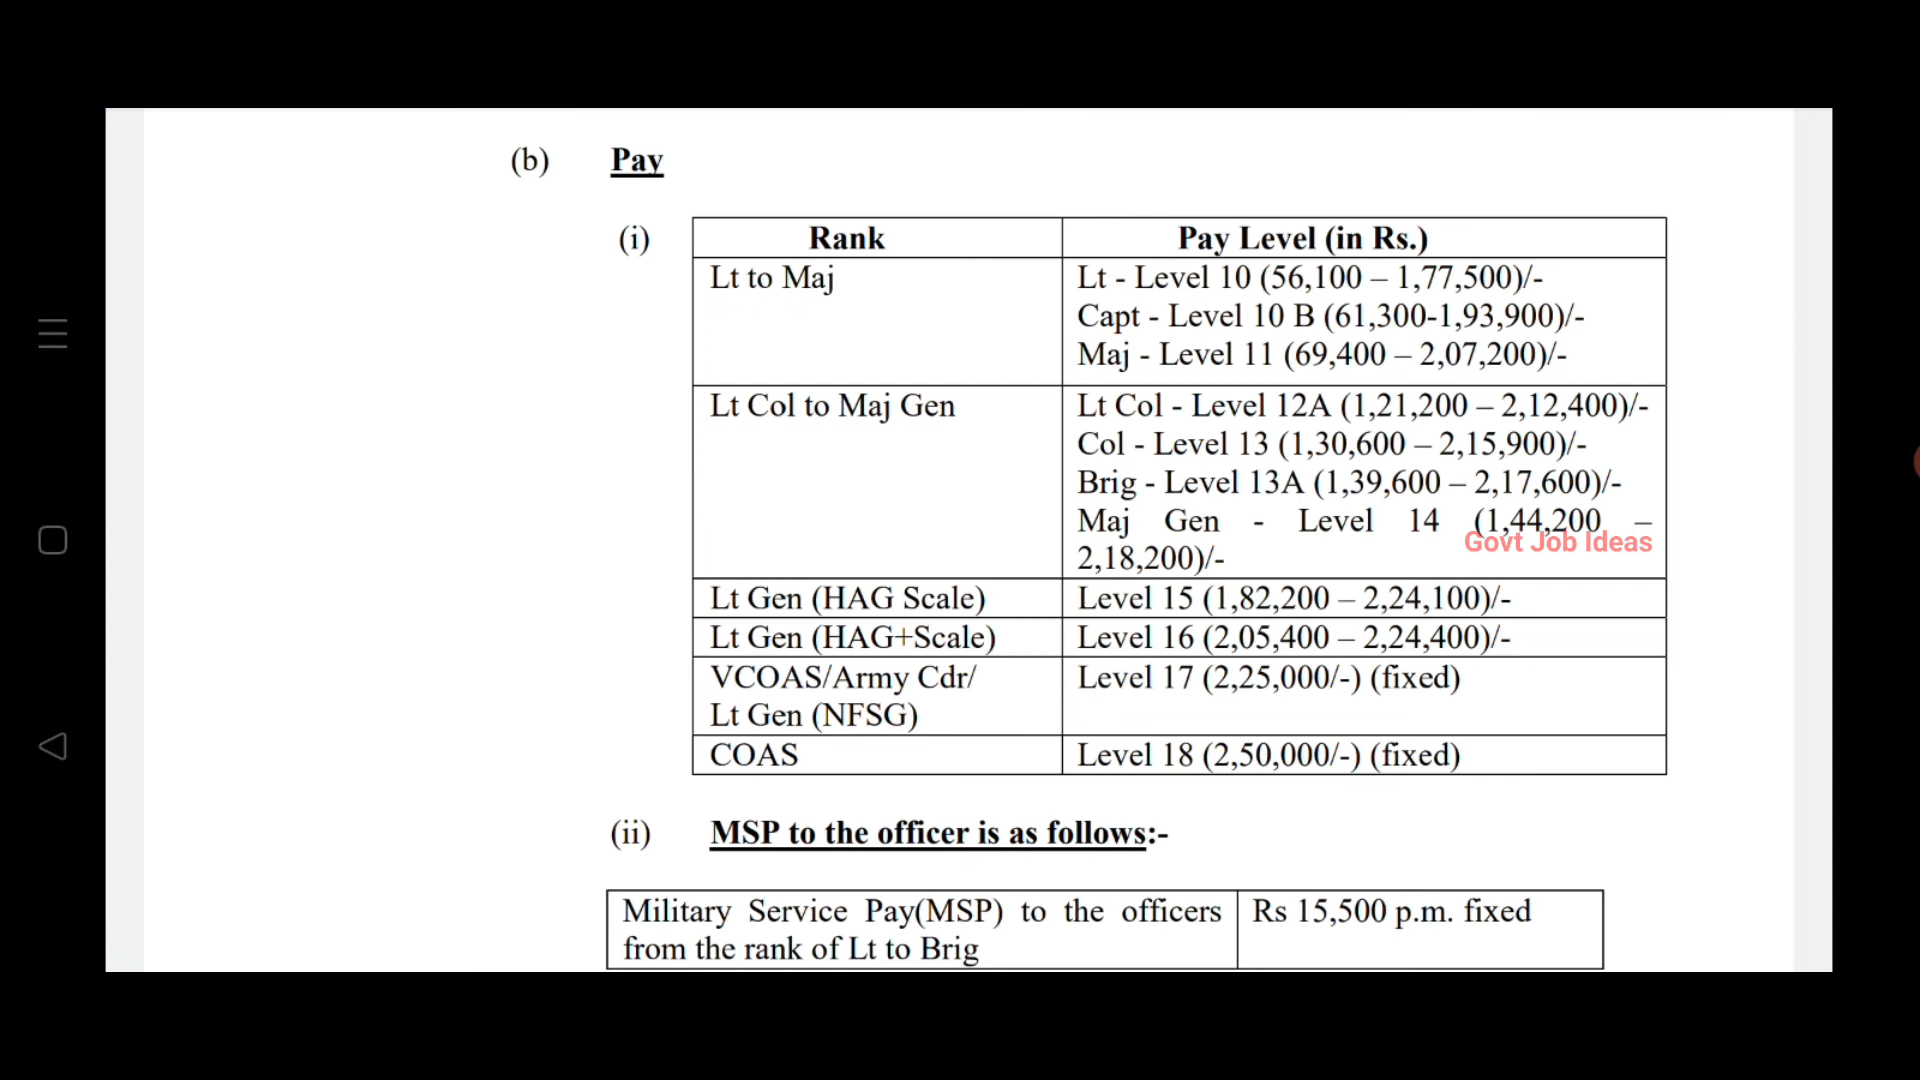 (b) Pay
(i) Rank Pay Level (in Rs.)
Lt to Maj Lt - Level 10 (56,100 – 1,77,500)/-
Capt - Level 10 B (61,300-1,93,900)/-
Maj - Level 11 (69,400 – 2,07,200)/-
Lt Col to Maj Gen Lt Col - Level 12A (1,21,200 – 2,12,400)/-
Col - Level 13 (1,30,600 – 2,15,900)/-
Brig - Level 13A (1,39,600 – 2,17,600)/-
Maj Gen - Level 14 (1,44,200 –
Govt Job Ideas
2,18,200)/-
Lt Gen (HAG Scale) Level 15 (1,82,200 – 2,24,100)/-
Lt Gen (HAG+Scale) Level 16 (2,05,400 – 2,24,400)/-
VCOAS/Army Cdr/ Level 17 (2,25,000/-) (fixed)
Lt Gen (NFSG)
COAS Level 18 (2,50,000/-) (fixed)
(ii) MSP to the officer is as follows:-
Military Service Pay(MSP) to the officers Rs 15,500 p.m. fixed
from the rank of Lt to Brig